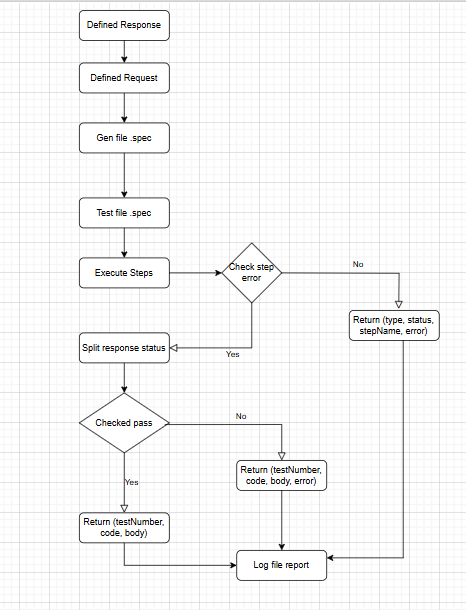 Defined Response
Defined Request
Gen file .spec
Test file .spec
Execute Steps
Check step
error
No
Return (type, status,
stepName, error)
Split response status
Yes
Checked pass
No
Return (testNumber,
code, body, error)
Yes
Return (testNumber,
code, body)
Log file report